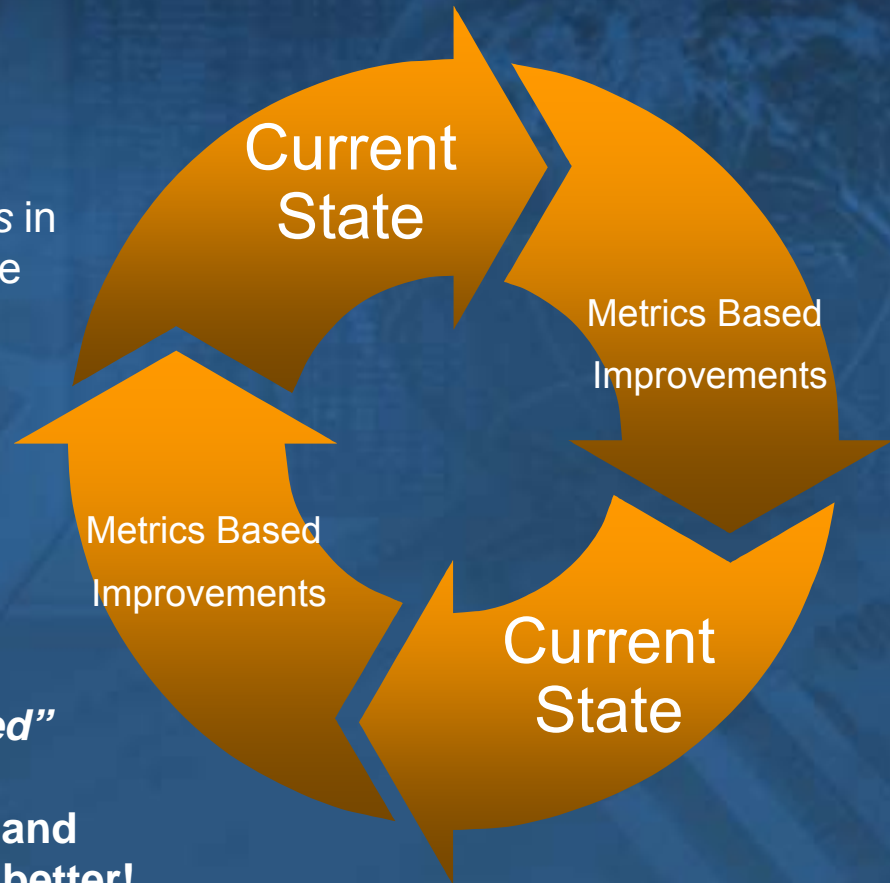 Current
State
s in
e
Metrics Based
Improvements
Metrics Based
Improvements
Current
State
ed”
and
better!